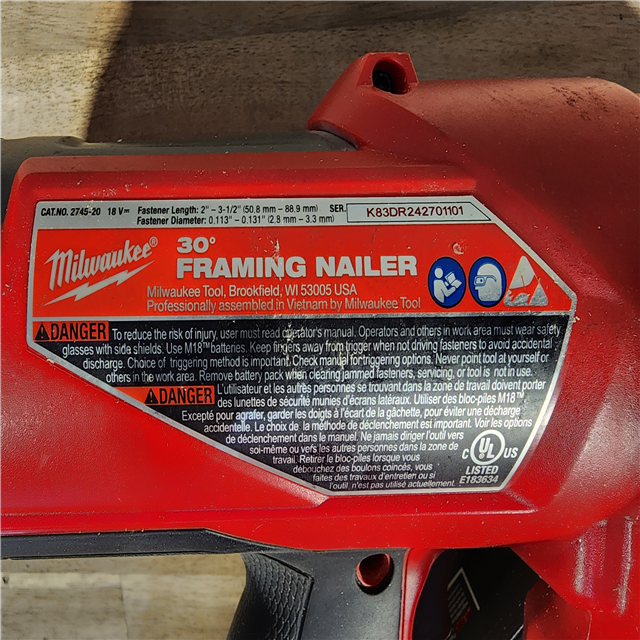 CAT.NO. 2745-20 18 V Fastener Length: 2" – 3-1/2" (50.8 mm – 88.9 mm) SER. K83DR242701101
Fastener Diameter: 0.113" – 0.131" (2.8 mm – 3.3 mm)
Milwaukee®
30°
FRAMING NAILER
Milwaukee Tool, Brookfield, WI 53005 USA
Professionally assembled in Vietnam by Milwaukee Tool
DANGER To reduce the risk of injury, user must read operator's manual. Operators and others in work area must wear safety
glasses with side shields. Use M18™ batteries. Keep fingers away from trigger when not driving fasteners to avoid accidental
discharge. Choice of triggering method is important. Check manual for triggering options. Never point tool at yourself or
others in the work area. Remove battery pack when clearing jammed fasteners, servicing, or tool is not in use.
DANGER L'utilisateur et les autres personnes se trouvant dans la zone de travail doivent porter
des lunettes de sécurité munies d'écrans latéraux. Utiliser des bloc-piles M18™
Excepté pour agrafer, garder les doigts à l'écart de la gâchette, pour éviter une décharge
accidentelle. Le choix de la méthode de déclenchement est important. Voir les options
de déclenchement dans le manuel. Ne jamais diriger l'outil vers
soi-même ou vers les autres personnes dans la zone de
travail. Retirer le bloc-piles lorsque vous
débouchez des boulons coincés, vous
faites des travaux d'entretien ou si
l'outil n'est pas utilisé actuellement.
C UL US
LISTED
E183634